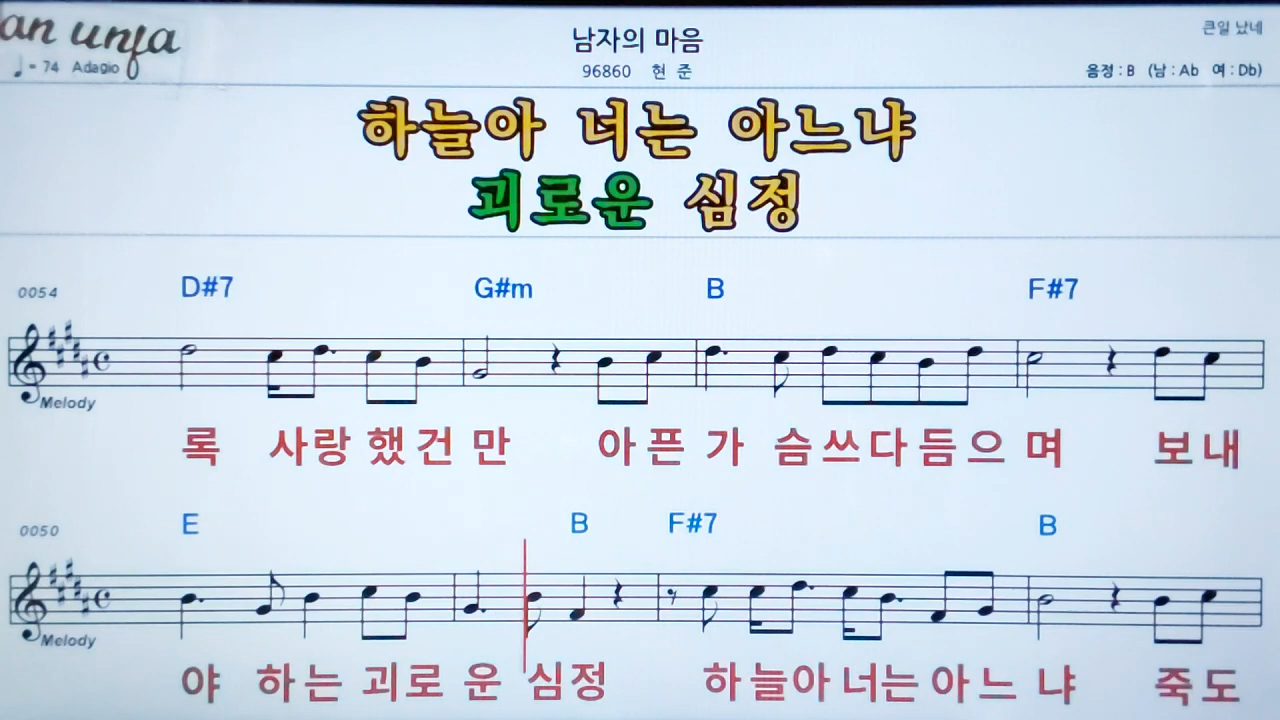 an unja
남자의 마음
큰일 났네
♩= 74 Adagio
96860 현 준
음정 : B (남 : Ab 여 : Db)
하늘아 너는 아느냐
괴로운 심정
0054 D#7 G#m B F#7
Melody
록 사랑 했건 만 아픈 가 슴쓰다듬으 며 보내
0050 E B F#7 B
Melody
야 하는 괴로 운 심정 하늘아 너는 아느 냐 죽도